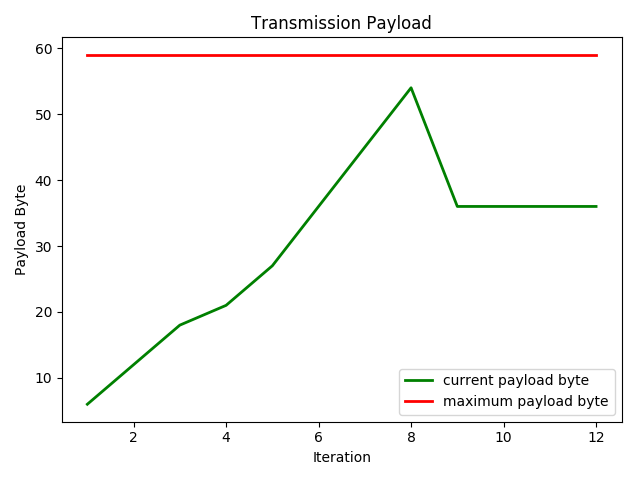 Transmission Payload
Payload Byte
60
50
40
30
20
10
2 4 6 8 10 12
Iteration
current payload byte
maximum payload byte